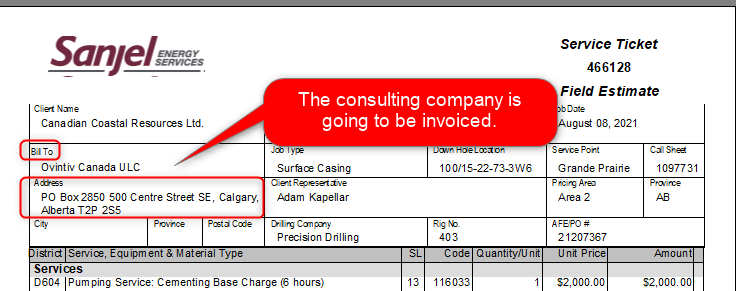 Sanjel ENERGY
SERVICES
Service Ticket
466128
Field Estimate
The consulting company is
going to be invoiced.
Client Name
Canadian Coastal Resources Ltd.
August 08, 2021
Bill To
Ovintiv Canada ULC
Job Type
Surface Casing
Down Hole Location
100/15-22-73-3W6
Service Point
Grande Prairie
Call Sheet
1097731
Address
PO Box 2850 500 Centre Street SE, Calgary,
Alberta T2P 2S5
Client Representative
Adam Kapellar
Pricing Area
Area 2
Province
AB
City Province Postal Code
Drilling Company
Precision Drilling
Rig No.
403
AFE/PO #
21207367
District Service, Equipment & Material Type SL Code Quantity/Unit Unit Price Amount
Services
D604 Pumping Service: Cementing Base Charge (6 hours) 13 116033 1 $2,000.00 $2,000.00